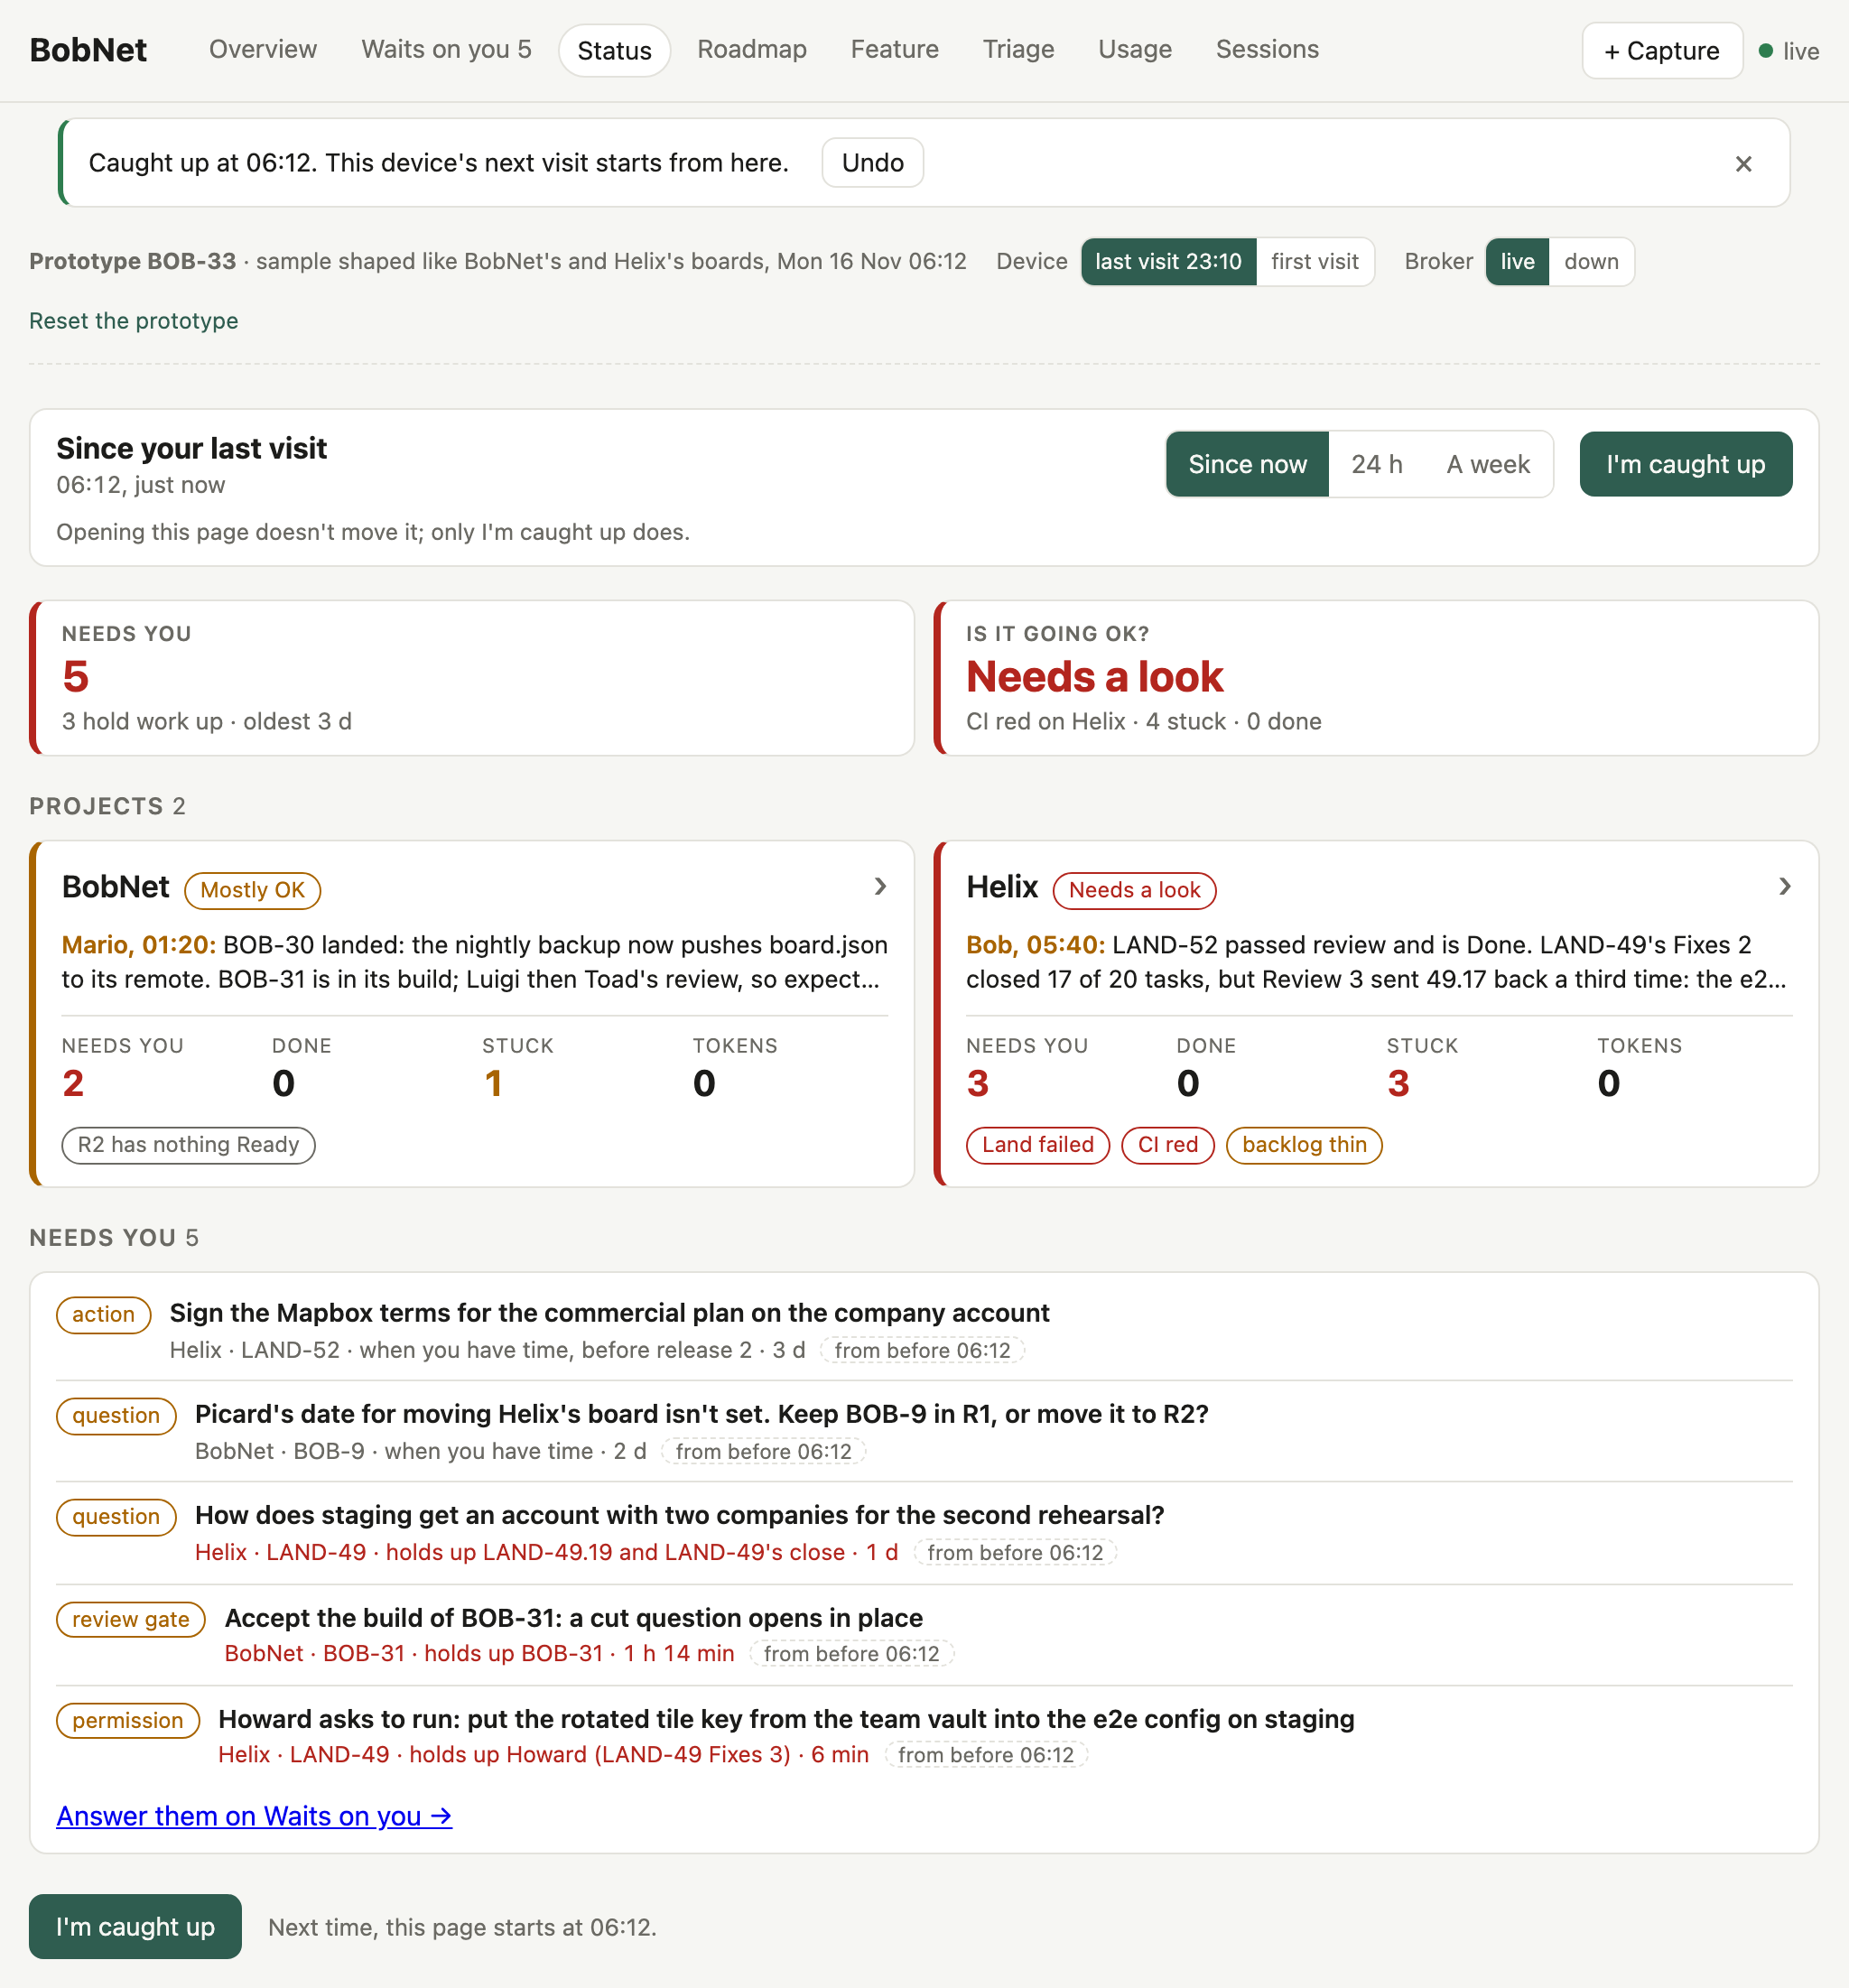 BobNet Overview Waits on you 5 Status Roadmap Feature Triage Usage Sessions + Capture live
Caught up at 06:12. This device's next visit starts from here. Undo ×
Prototype BOB-33 · sample shaped like BobNet's and Helix's boards, Mon 16 Nov 06:12 Device last visit 23:10 first visit Broker live down
Reset the prototype
Since your last visit
06:12, just now
Since now 24 h A week I'm caught up
Opening this page doesn't move it; only I'm caught up does.
NEEDS YOU
5
3 hold work up · oldest 3 d
IS IT GOING OK?
Needs a look
CI red on Helix · 4 stuck · 0 done
PROJECTS 2
BobNet Mostly OK ›
Mario, 01:20: BOB-30 landed: the nightly backup now pushes board.json
to its remote. BOB-31 is in its build; Luigi then Toad's review, so expect...
NEEDS YOU DONE STUCK TOKENS
2 0 1 0
R2 has nothing Ready
Helix Needs a look ›
Bob, 05:40: LAND-52 passed review and is Done. LAND-49's Fixes 2
closed 17 of 20 tasks, but Review 3 sent 49.17 back a third time: the e2...
NEEDS YOU DONE STUCK TOKENS
3 0 3 0
Land failed CI red backlog thin
NEEDS YOU 5
action Sign the Mapbox terms for the commercial plan on the company account
Helix · LAND-52 · when you have time, before release 2 · 3 d from before 06:12
question Picard's date for moving Helix's board isn't set. Keep BOB-9 in R1, or move it to R2?
BobNet · BOB-9 · when you have time · 2 d from before 06:12
question How does staging get an account with two companies for the second rehearsal?
Helix · LAND-49 · holds up LAND-49.19 and LAND-49's close · 1 d from before 06:12
review gate Accept the build of BOB-31: a cut question opens in place
BobNet · BOB-31 · holds up BOB-31 · 1 h 14 min from before 06:12
permission Howard asks to run: put the rotated tile key from the team vault into the e2e config on staging
Helix · LAND-49 · holds up Howard (LAND-49 Fixes 3) · 6 min from before 06:12
Answer them on Waits on you →
I'm caught up Next time, this page starts at 06:12.